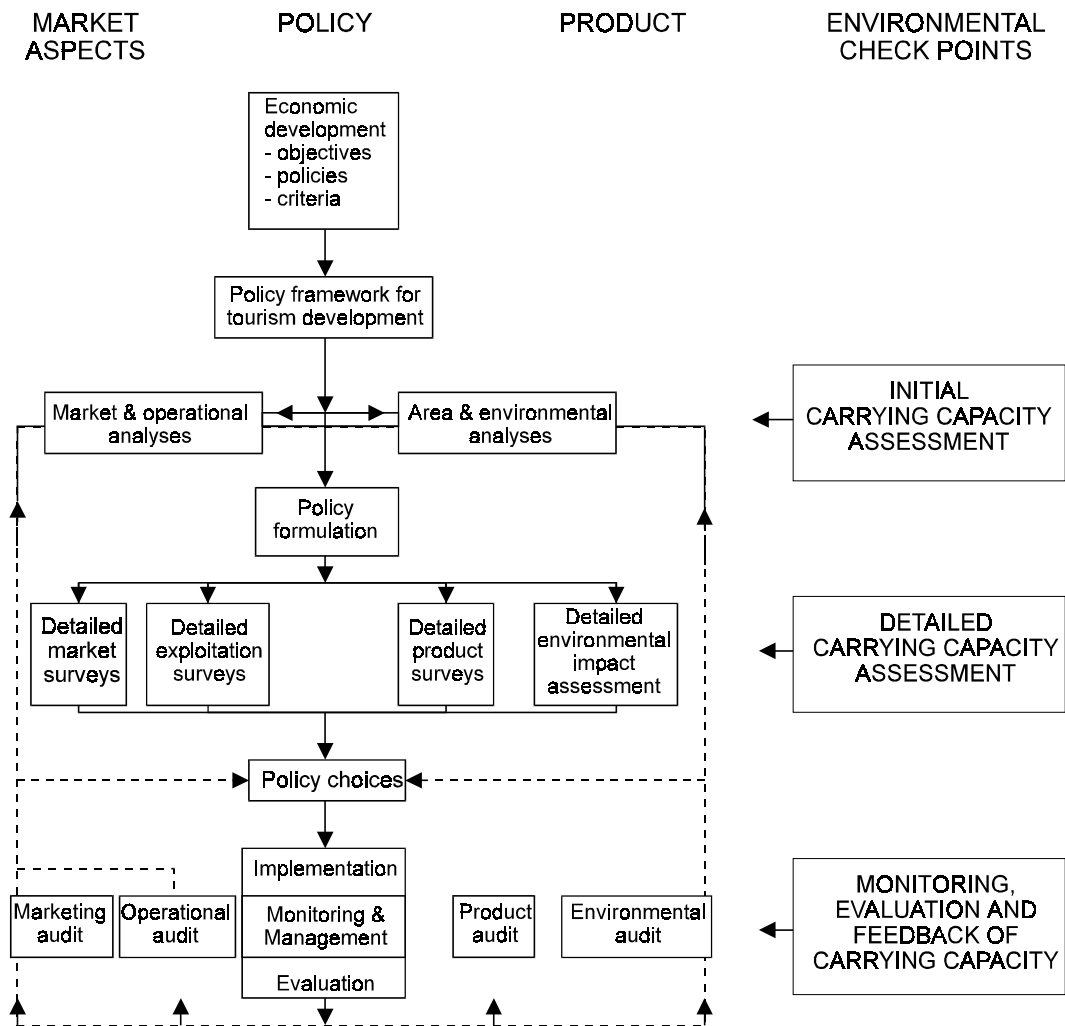 MARKET
ASPECTS
POLICY
PRODUCT
ENVIRONMENTAL
CHECK POINTS
Economic
development
- objectives
- policies
- criteria
Policy framework for
tourism development
Market & operational
analyses
Area & environmental
analyses
INITIAL
CARRYING CAPACITY
ASSESSMENT
Policy
formulation
Detailed
market
surveys
Detailed
exploitation
surveys
Detailed
product
surveys
Detailed
environmental
impact
assessment
DETAILED
CARRYING CAPACITY
ASSESSMENT
Policy choices
Implementation
Monitoring &
Management
Evaluation
Marketing
audit
Operational
audit
Product
audit
Environmental
audit
MONITORING,
EVALUATION AND
FEEDBACK OF
CARRYING CAPACITY